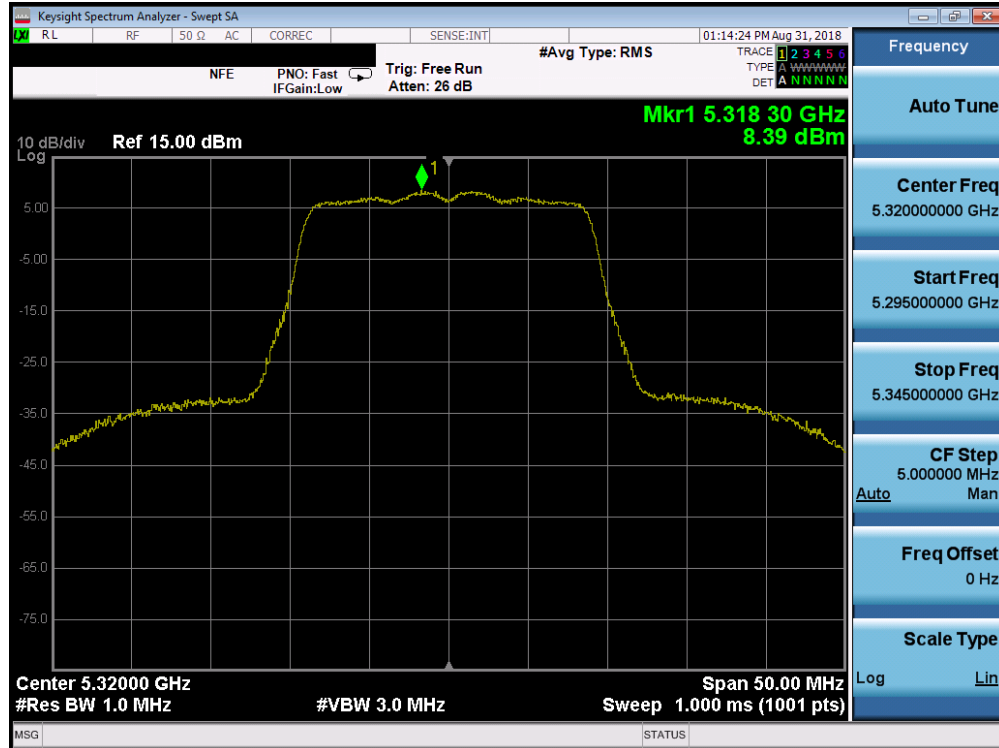 Keysight Spectrum Analyzer - Swept SA
LXI RL RF 50 Ω AC CORREC SENSE:INT 01:14:24 PM Aug 31, 2018
#Avg Type: RMS TRACE 1 2 3 4 5 6
NFE PNO: Fast Trig: Free Run TYPE A WWWWW
IFGain:Low Atten: 26 dB DET A N N N N N
Mkr1 5.318 30 GHz
8.39 dBm
10 dB/div Ref 15.00 dBm
Log
1
5.00
-5.00
-15.0
-25.0
-35.0
-45.0
-55.0
-65.0
-75.0
Center 5.32000 GHz Span 50.00 MHz
#Res BW 1.0 MHz #VBW 3.0 MHz Sweep 1.000 ms (1001 pts)
MSG STATUS
Frequency
Auto Tune
Center Freq
5.320000000 GHz
Start Freq
5.295000000 GHz
Stop Freq
5.345000000 GHz
CF Step
5.000000 MHz
Auto Man
Freq Offset
0 Hz
Scale Type
Log Lin